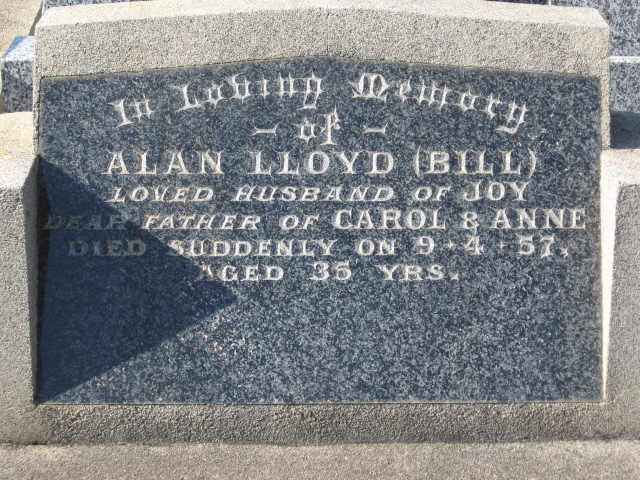 In Loving Memory
- of -
ALAN LLOYD (BILL)
LOVED HUSBAND OF JOY
DEAR FATHER OF CAROL & ANNE
DIED SUDDENLY ON 9-4-57,
AGED 35 YRS.